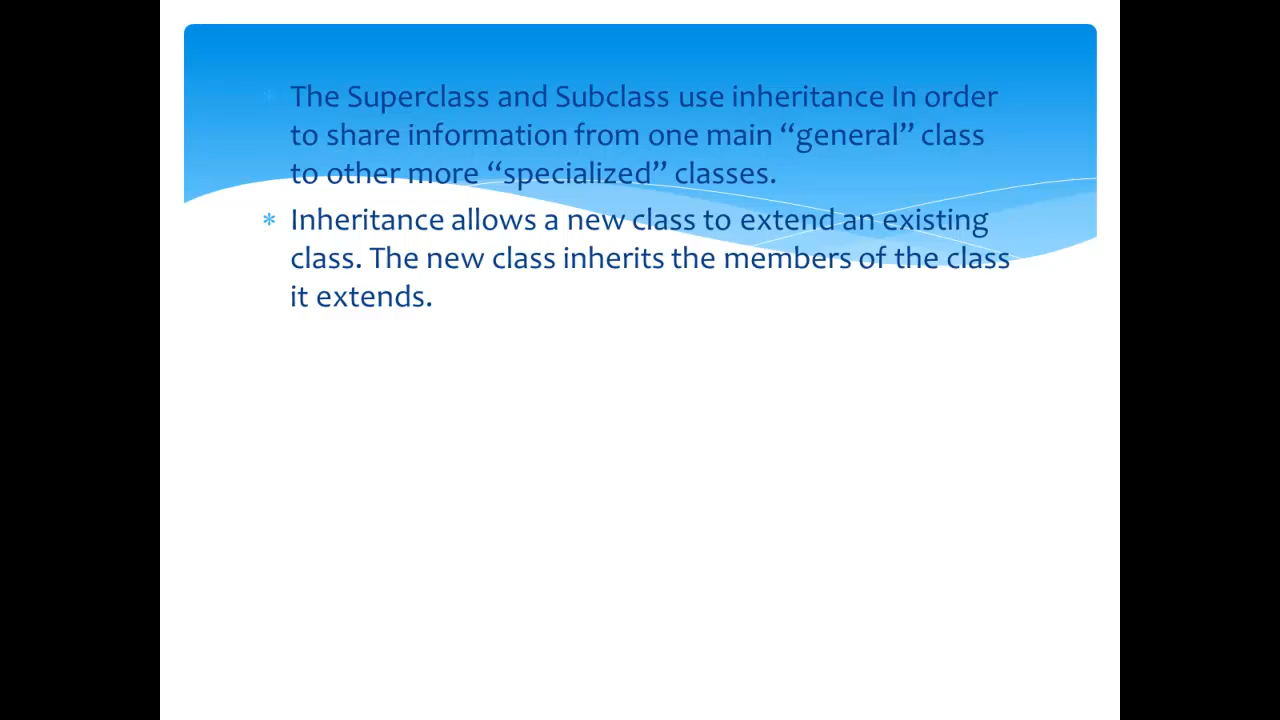 * The Superclass and Subclass use inheritance In order
to share information from one main “general” class
to other more “specialized” classes.
* Inheritance allows a new class to extend an existing
class. The new class inherits the members of the class
it extends.